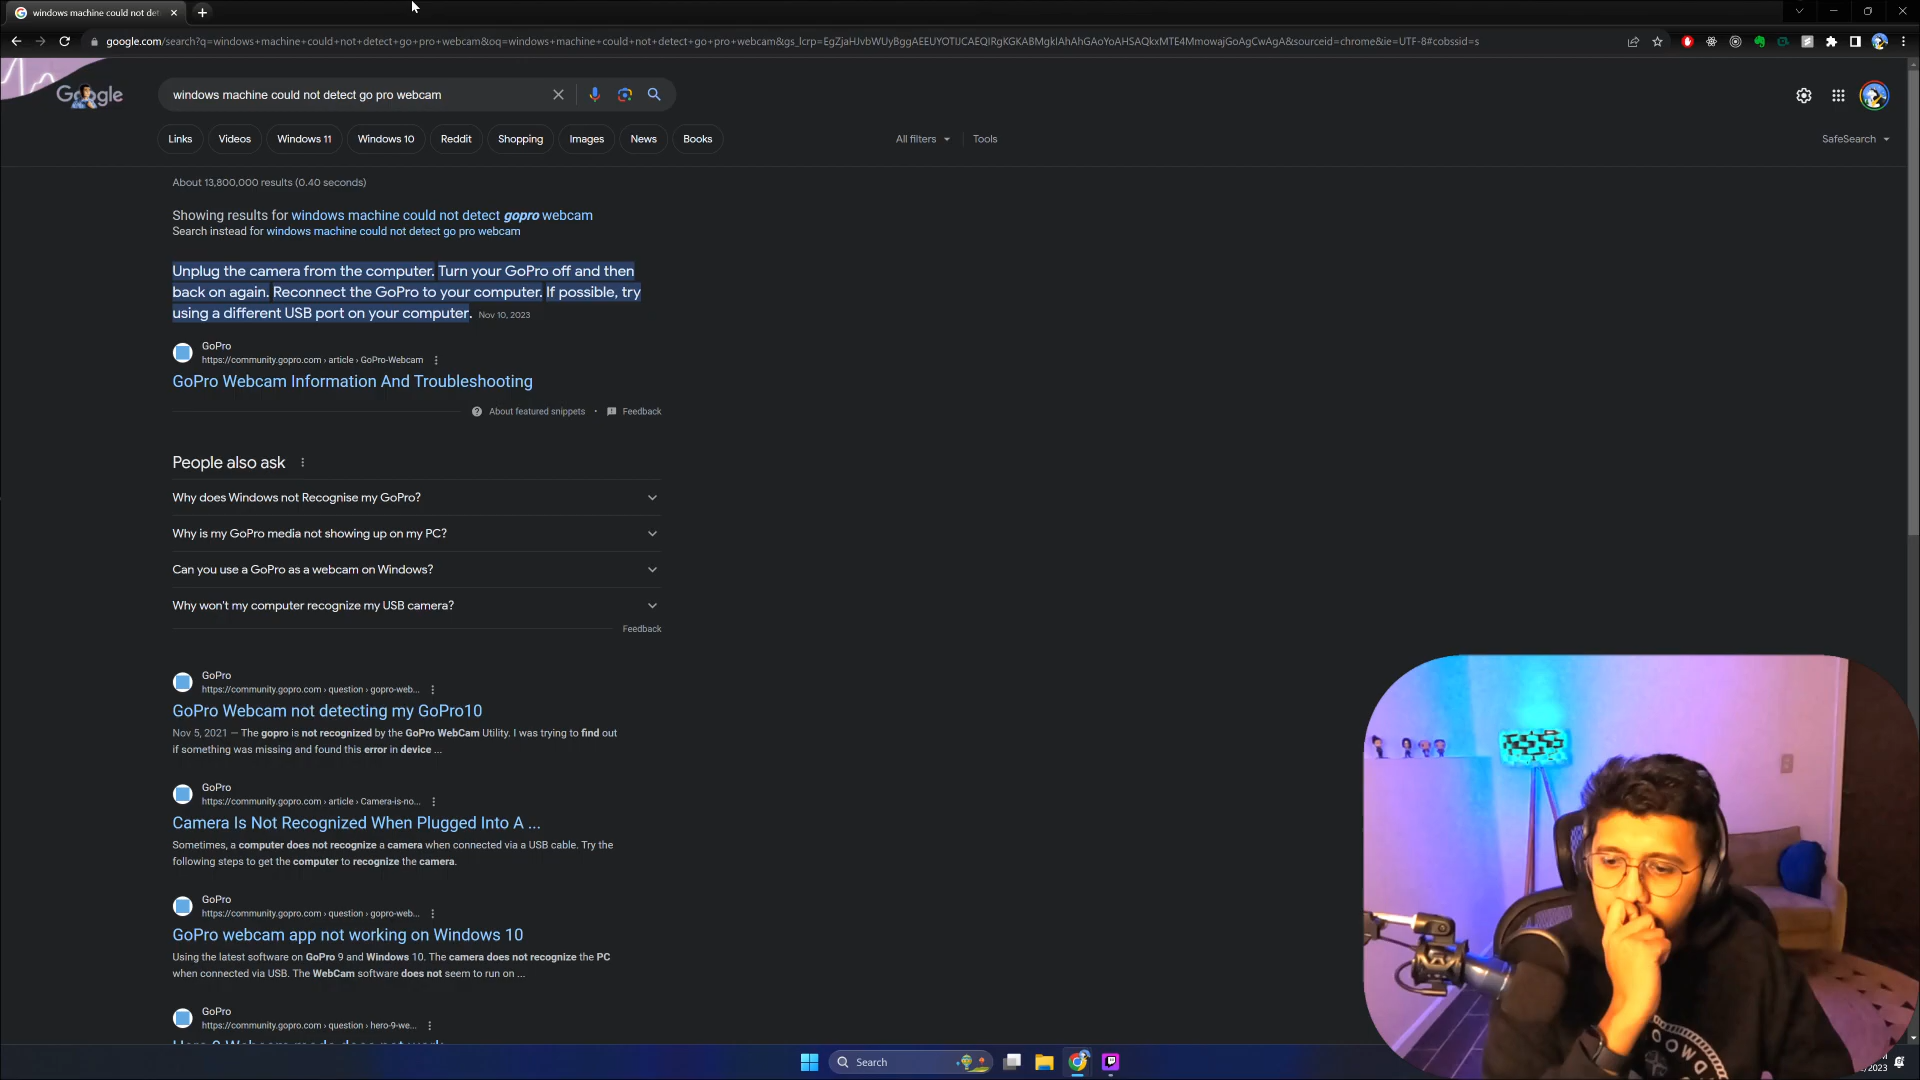 windows machine could not det
google.com/search?q=windows+machine+could+not+detect+go+pro+webcam&oq=windows+machine+could+not+detect+go+pro+webcam&gs_lcrp=EgZjaHJvbWUyBggAEEUYOTIJCAEQIRgKGKABMgkIAhAhGAoYoAHSAQkxMTE4MmowajGoAgCwAgA&sourceid=chrome&ie=UTF-8#cobssid=s
Google
windows machine could not detect go pro webcam
Links Videos Windows 11 Windows 10 Reddit Shopping Images News Books All filters Tools SafeSearch
About 13,800,000 results (0.40 seconds)
Showing results for windows machine could not detect gopro webcam
Search instead for windows machine could not detect go pro webcam
Unplug the camera from the computer. Turn your GoPro off and then
back on again. Reconnect the GoPro to your computer. If possible, try
using a different USB port on your computer. Nov 10, 2023
GoPro
https://community.gopro.com › article › GoPro-Webcam
GoPro Webcam Information And Troubleshooting
About featured snippets • Feedback
People also ask
Why does Windows not Recognise my GoPro?
Why is my GoPro media not showing up on my PC?
Can you use a GoPro as a webcam on Windows?
Why won't my computer recognize my USB camera?
Feedback
GoPro
https://community.gopro.com › question › gopro-web...
GoPro Webcam not detecting my GoPro10
Nov 5, 2021 — The gopro is not recognized by the GoPro WebCam Utility. I was trying to find out
if something was missing and found this error in device ...
GoPro
https://community.gopro.com › article › Camera-is-no...
Camera Is Not Recognized When Plugged Into A ...
Sometimes, a computer does not recognize a camera when connected via a USB cable. Try the
following steps to get the computer to recognize the camera.
GoPro
https://community.gopro.com › question › gopro-web...
GoPro webcam app not working on Windows 10
Using the latest software on GoPro 9 and Windows 10. The camera does not recognize the PC
when connected via USB. The WebCam software does not seem to run on ...
GoPro
https://community.gopro.com › question › hero-9-we...
Hero 9 Webcam mode does not work
Search
/2023